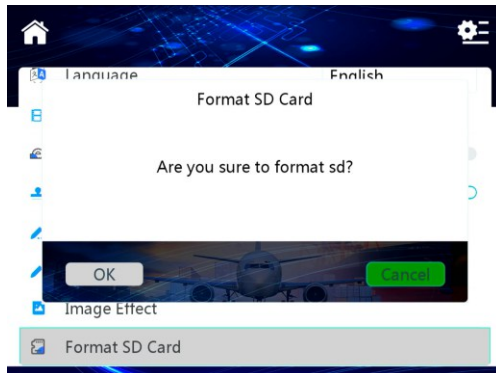 Language English
Format SD Card
Are you sure to format sd?
OK Cancel
Image Effect
Format SD Card